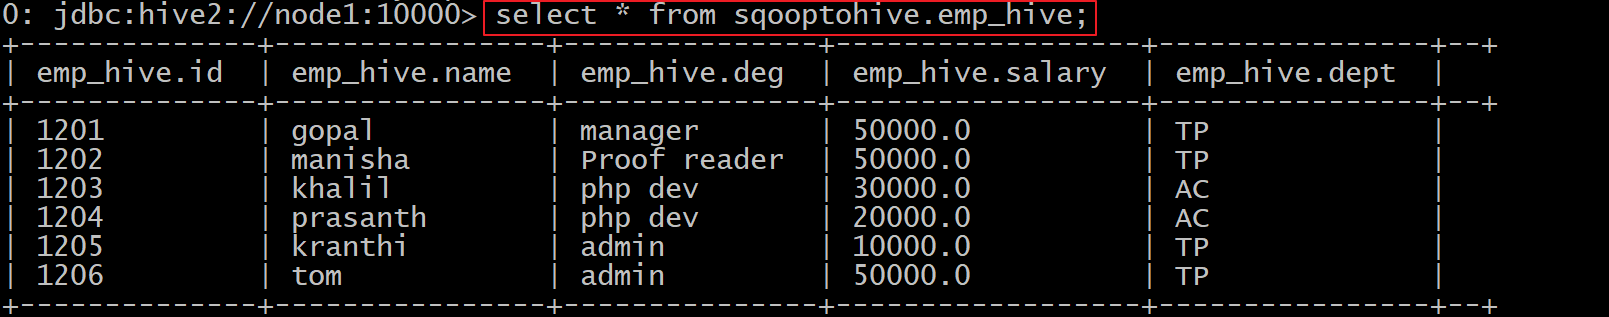 0: jdbc:hive2://node1:10000> select * from sqooptohive.emp_hive;
+--------------+----------------+---------------+------------------+----------------+--+
| emp_hive.id  | emp_hive.name  | emp_hive.deg  | emp_hive.salary  | emp_hive.dept  |
+--------------+----------------+---------------+------------------+----------------+--+
| 1201         | gopal          | manager       | 50000.0          | TP             |
| 1202         | manisha        | Proof reader  | 50000.0          | TP             |
| 1203         | khalil         | php dev       | 30000.0          | AC             |
| 1204         | prasanth       | php dev       | 20000.0          | AC             |
| 1205         | kranthi        | admin         | 10000.0          | TP             |
| 1206         | tom            | admin         | 50000.0          | TP             |
+--------------+----------------+---------------+------------------+----------------+--+